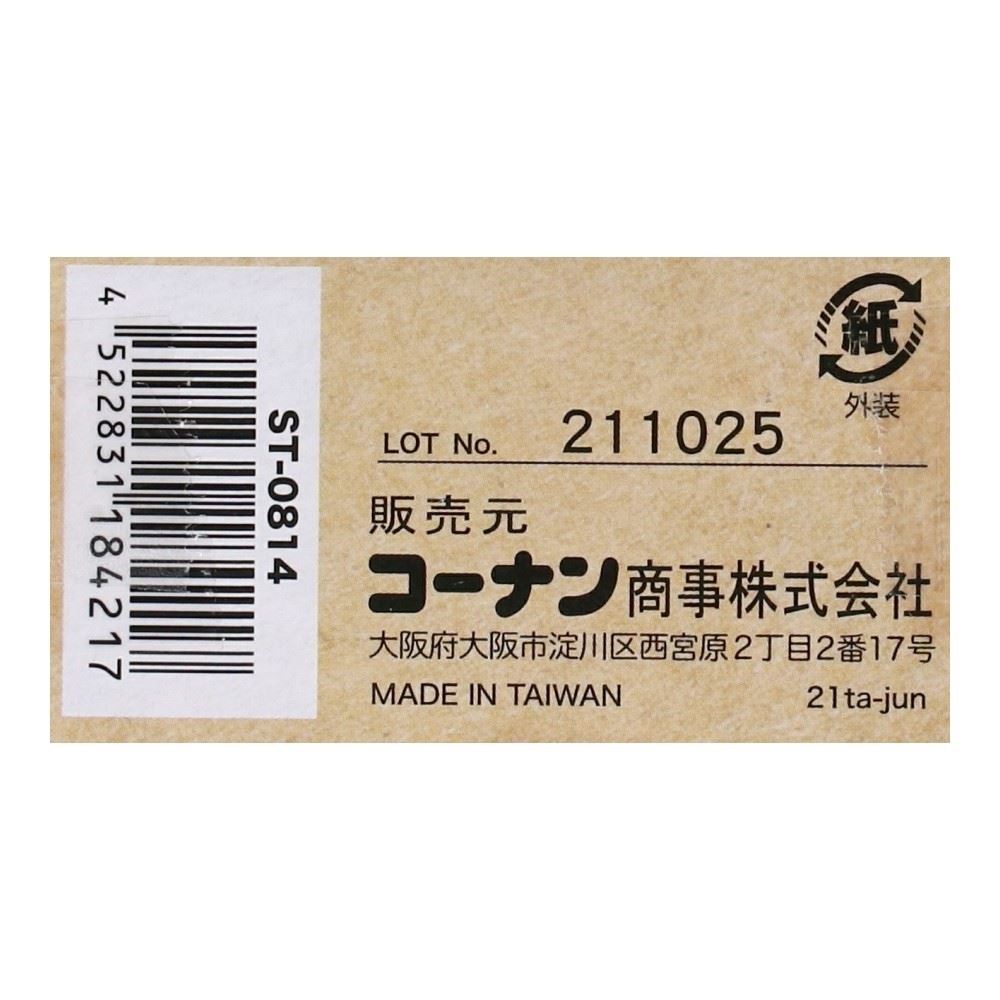 4 522831 184217
ST-0814
紙
外装
LOT No. 211025
販売元
コーナン商事株式会社
大阪府大阪市淀川区西宮原2丁目2番17号
MADE IN TAIWAN
21ta-jun